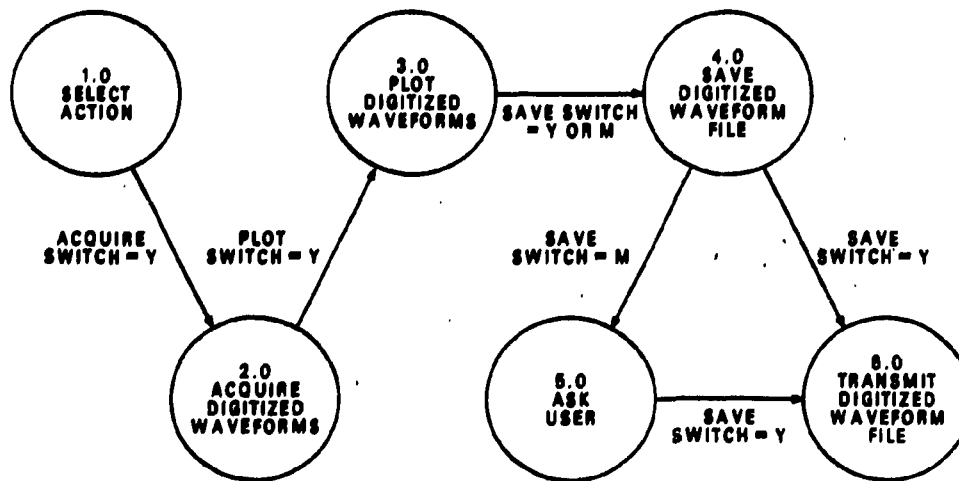 1.0
SELECT
ACTION
3.0
PLOT
DIGITIZED
WAVEFORMS
SAVE SWITCH
= Y OR M
4.0
SAVE
DIGITIZED
WAVEFORM
FILE
ACQUIRE
SWITCH = Y
PLOT
SWITCH = Y
SAVE
SWITCH = M
SAVE
SWITCH = Y
2.0
ACQUIRE
DIGITIZED
WAVEFORMS
5.0
ASK
USER
SAVE
SWITCH = Y
6.0
TRANSMIT
DIGITIZED
WAVEFORM
FILE